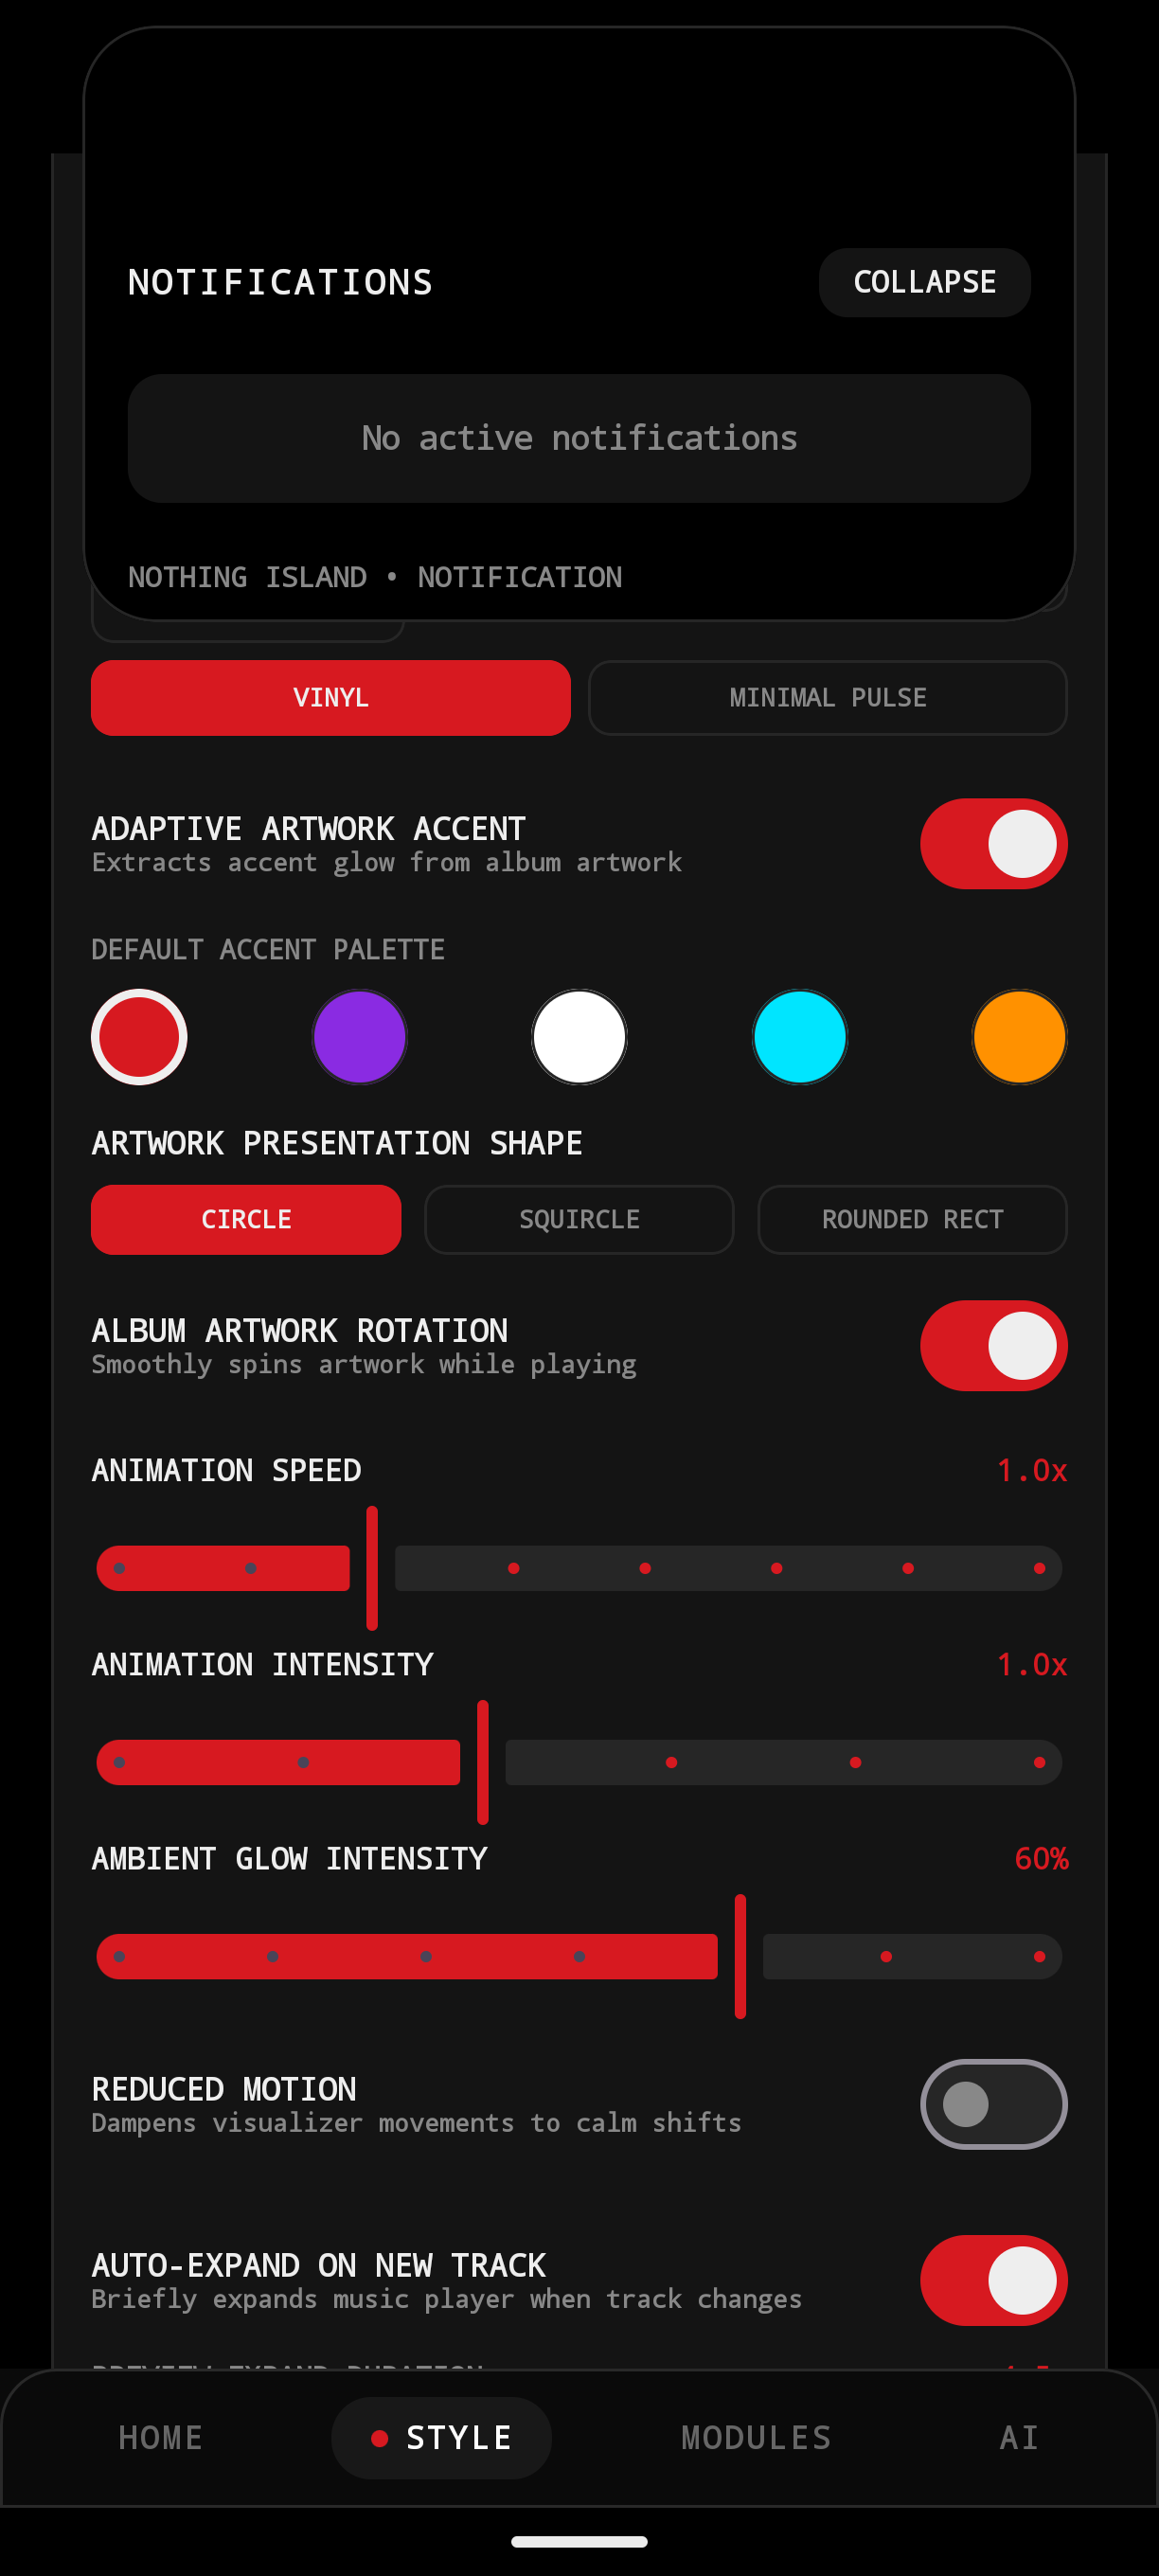 NOTIFICATIONS
COLLAPSE
No active notifications
NOTHING ISLAND • NOTIFICATION
VINYL
MINIMAL PULSE
ADAPTIVE ARTWORK ACCENT
Extracts accent glow from album artwork
DEFAULT ACCENT PALETTE
ARTWORK PRESENTATION SHAPE
CIRCLE
SQUIRCLE
ROUNDED RECT
ALBUM ARTWORK ROTATION
Smoothly spins artwork while playing
ANIMATION SPEED
1.0x
ANIMATION INTENSITY
1.0x
AMBIENT GLOW INTENSITY
60%
REDUCED MOTION
Dampens visualizer movements to calm shifts
AUTO-EXPAND ON NEW TRACK
Briefly expands music player when track changes
HOME
STYLE
MODULES
AI